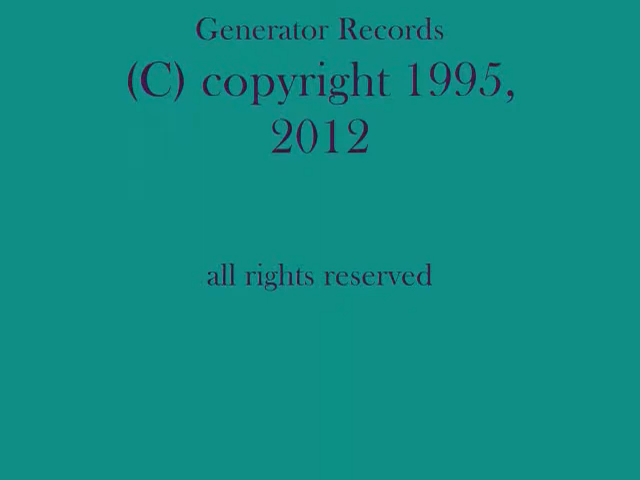 Generator Records
(C) copyright 1995,
2012
all rights reserved